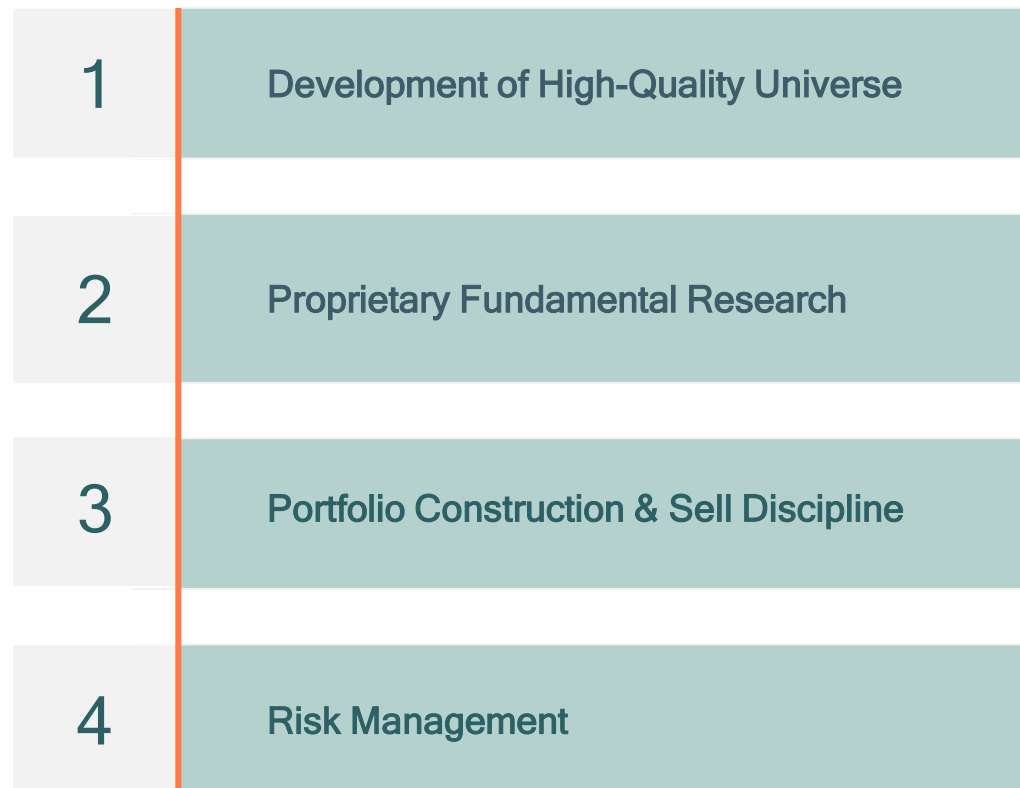 1
Development of High-Quality Universe
2
Proprietary Fundamental Research
3
Portfolio Construction & Sell Discipline
4
Risk Management